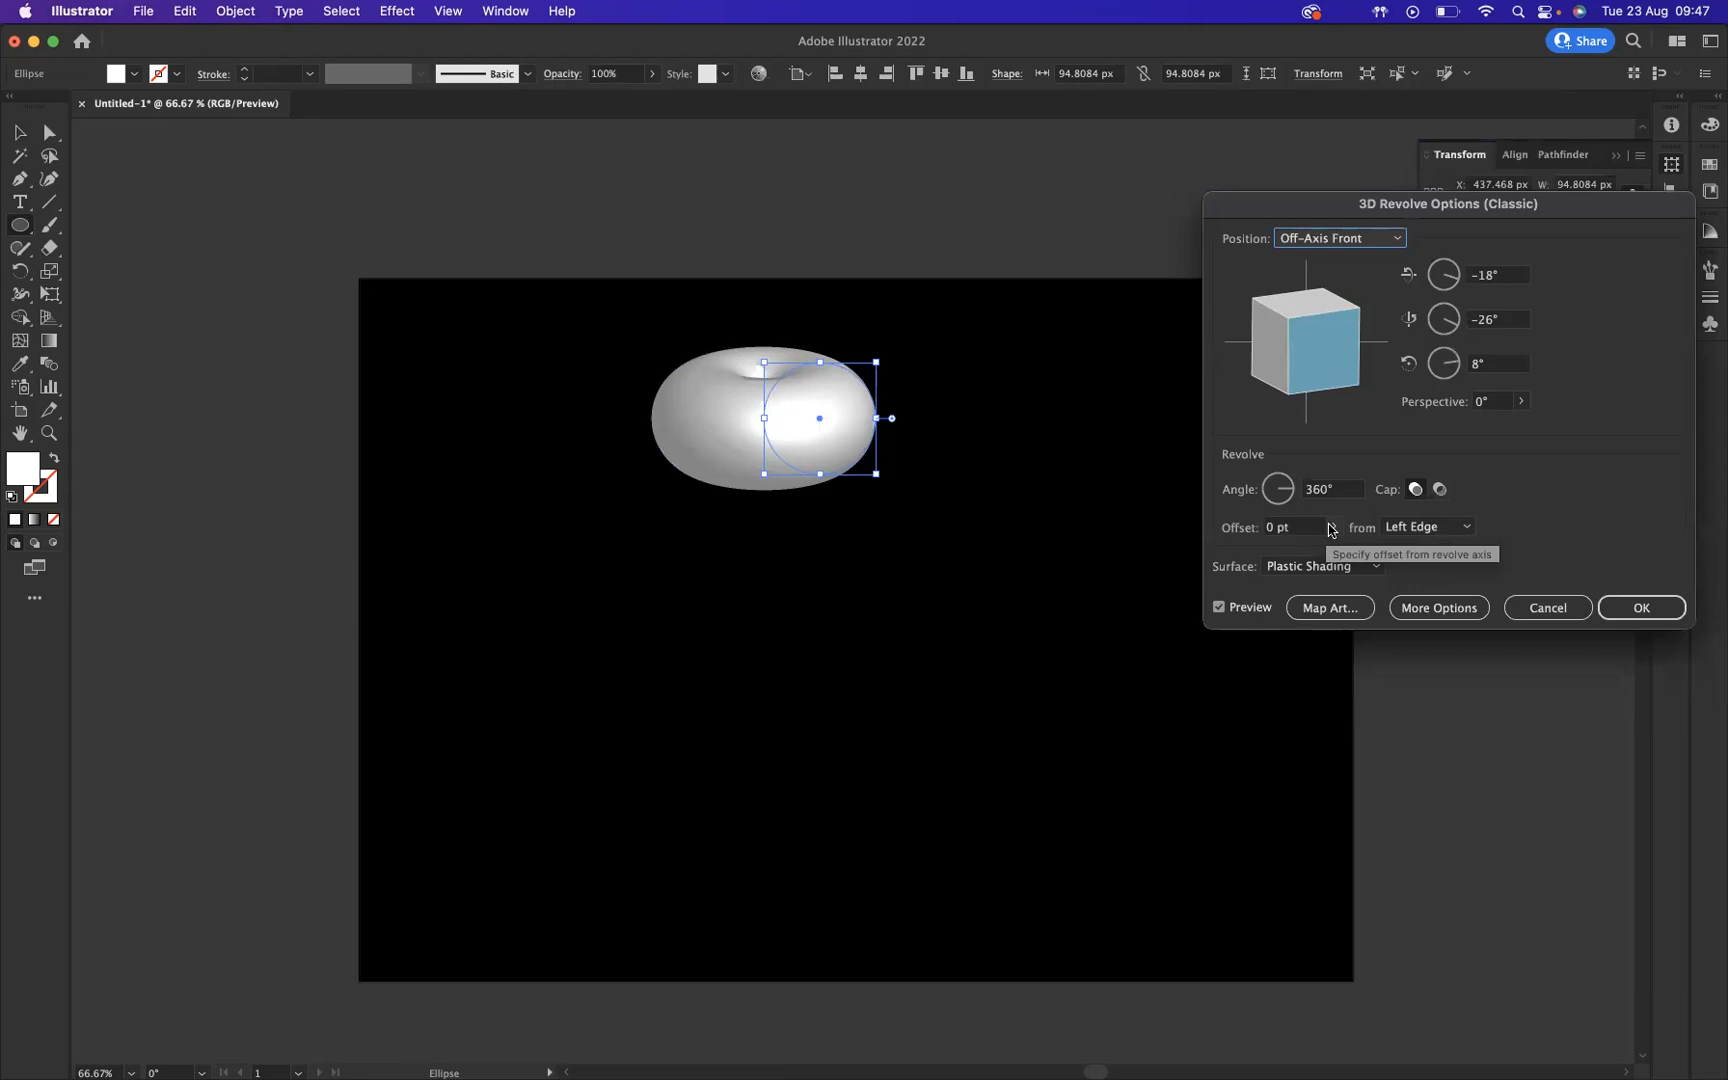 Illustrator File Edit Object Type Select Effect View Window Help
Tue 23 Aug 09:47
Adobe Illustrator 2022
Share
Ellipse
Stroke:
Basic
Opacity: 100%
Style:
Shape:
94.8084 px
94.8084 px
Transform
× Untitled-1* @ 66.67 % (RGB/Preview)
Transform Align Pathfinder
X: 437.468 px W: 94.8084 px
3D Revolve Options (Classic)
Position: Off-Axis Front
-18°
-26°
8°
Perspective: 0°
Revolve
Angle: 360° Cap:
Offset: 0 pt from Left Edge
Specify offset from revolve axis
Surface: Plastic Shading
Preview Map Art... More Options Cancel OK
66.67% 0° 1 Ellipse